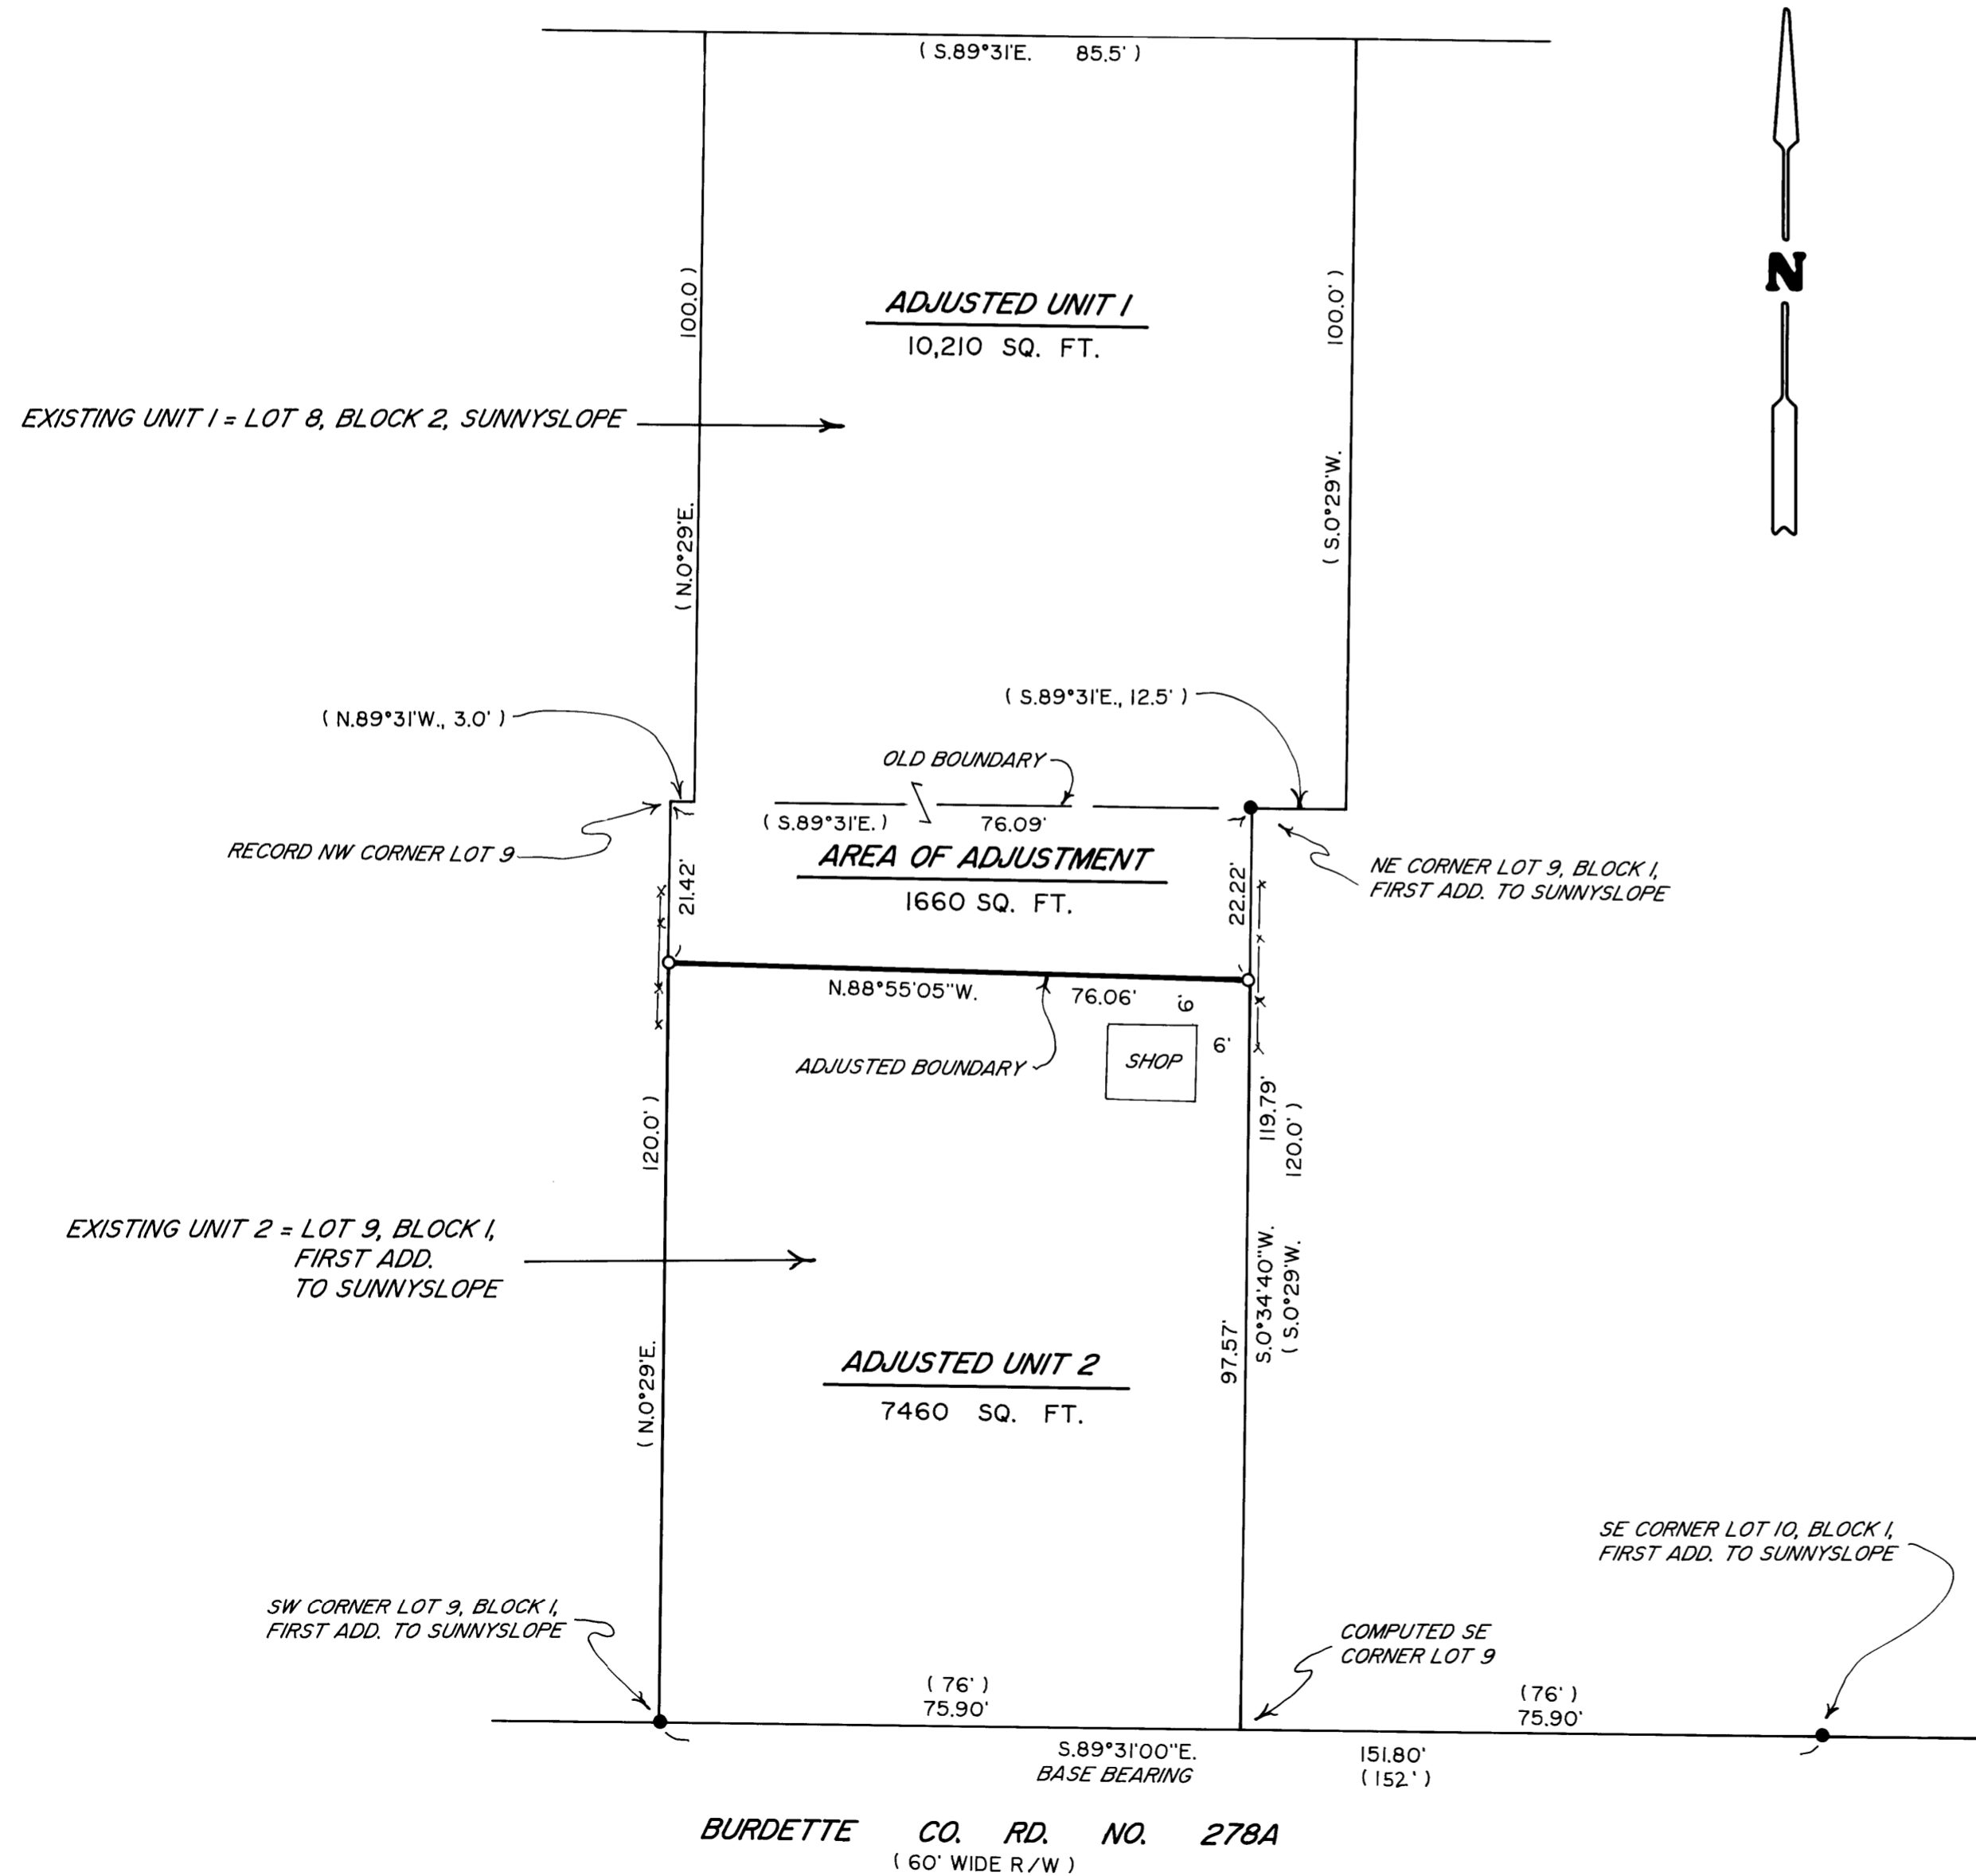 ( S.89°31'E. 85.5' )
N
100.0 )
( N.0°29'E.
100.0' )
( S.0°29'W.
ADJUSTED UNIT 1
10,210 SQ. FT.
EXISTING UNIT 1 = LOT 8, BLOCK 2, SUNNYSLOPE
( N.89°31'W., 3.0' )
( S.89°31'E., 12.5' )
OLD BOUNDARY
( S.89°31'E. ) 76.09'
RECORD NW CORNER LOT 9
AREA OF ADJUSTMENT
1660 SQ. FT.
21.42'
22.22'
NE CORNER LOT 9, BLOCK 1,
FIRST ADD. TO SUNNYSLOPE
N.88°55'05"W. 76.06'
6'
6'
SHOP
ADJUSTED BOUNDARY
120.0' )
( N.0°29'E.
119.79'
S.0°34'40"W.
120.0' )
( S.0°29'W.
97.57'
EXISTING UNIT 2 = LOT 9, BLOCK 1,
FIRST ADD.
TO SUNNYSLOPE
ADJUSTED UNIT 2
7460 SQ. FT.
SE CORNER LOT 10, BLOCK 1,
FIRST ADD. TO SUNNYSLOPE
SW CORNER LOT 9, BLOCK 1,
FIRST ADD. TO SUNNYSLOPE
COMPUTED SE
CORNER LOT 9
( 76' )
75.90'
( 76' )
75.90'
S.89°31'00"E. 151.80'
BASE BEARING ( 152' )
BURDETTE CO. RD. NO. 278A
( 60' WIDE R/W )